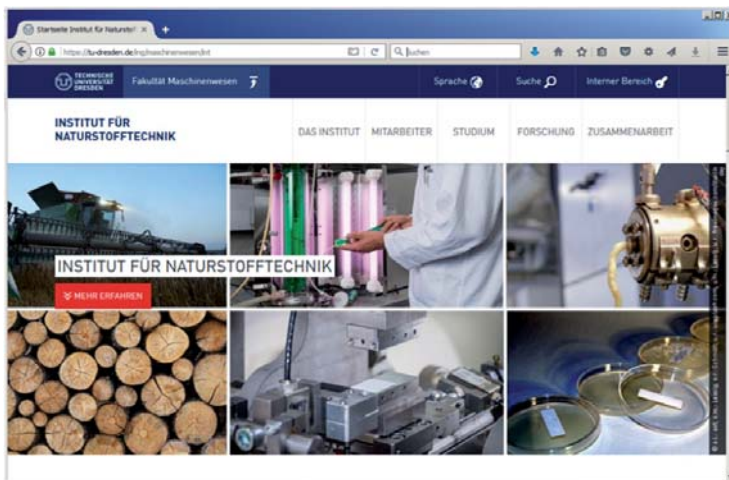 Startseite Institut für Naturstoff
https://tu-dresden.de/ing/maschinenwesen/int
Suchen
TECHNISCHE
UNIVERSITÄT
DRESDEN
Fakultät Maschinenwesen
Sprache
Suche
Interner Bereich
INSTITUT FÜR
NATURSTOFFTECHNIK
DAS INSTITUT
MITARBEITER
STUDIUM
FORSCHUNG
ZUSAMMENARBEIT
INSTITUT FÜR NATURSTOFFTECHNIK
MEHR ERFAHREN